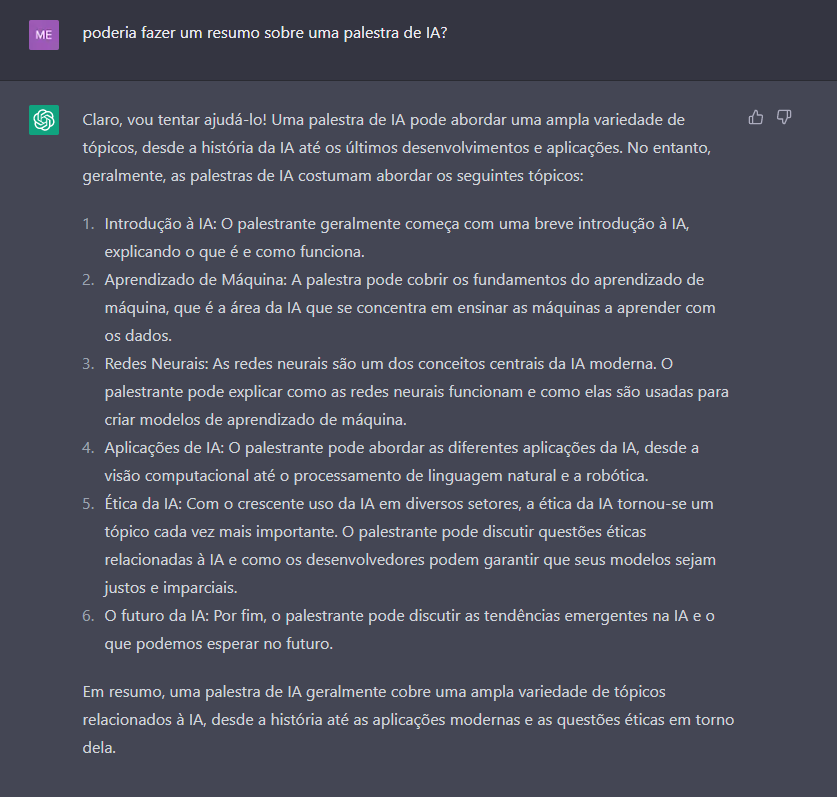 ME
poderia fazer um resumo sobre uma palestra de IA?
Claro, vou tentar ajudá-lo! Uma palestra de IA pode abordar uma ampla variedade de
tópicos, desde a história da IA até os últimos desenvolvimentos e aplicações. No entanto,
geralmente, as palestras de IA costumam abordar os seguintes tópicos:
1. Introdução à IA: O palestrante geralmente começa com uma breve introdução à IA,
explicando o que é e como funciona.
2. Aprendizado de Máquina: A palestra pode cobrir os fundamentos do aprendizado de
máquina, que é a área da IA que se concentra em ensinar as máquinas a aprender com
os dados.
3. Redes Neurais: As redes neurais são um dos conceitos centrais da IA moderna. O
palestrante pode explicar como as redes neurais funcionam e como elas são usadas para
criar modelos de aprendizado de máquina.
4. Aplicações de IA: O palestrante pode abordar as diferentes aplicações da IA, desde a
visão computacional até o processamento de linguagem natural e a robótica.
5. Ética da IA: Com o crescente uso da IA em diversos setores, a ética da IA tornou-se um
tópico cada vez mais importante. O palestrante pode discutir questões éticas
relacionadas à IA e como os desenvolvedores podem garantir que seus modelos sejam
justos e imparciais.
6. O futuro da IA: Por fim, o palestrante pode discutir as tendências emergentes na IA e o
que podemos esperar no futuro.
Em resumo, uma palestra de IA geralmente cobre uma ampla variedade de tópicos
relacionados à IA, desde a história até as aplicações modernas e as questões éticas em torno
dela.